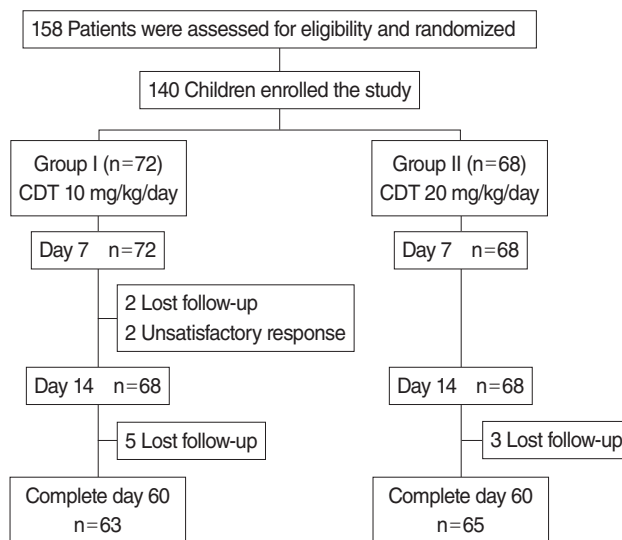 158 Patients were assessed for eligibility and randomized
140 Children enrolled the study
Group I (n=72)
CDT 10 mg/kg/day
Group II (n=68)
CDT 20 mg/kg/day
Day 7 n=72
Day 7 n=68
2 Lost follow-up
2 Unsatisfactory response
Day 14 n=68
Day 14 n=68
5 Lost follow-up
3 Lost follow-up
Complete day 60
n=63
Complete day 60
n=65